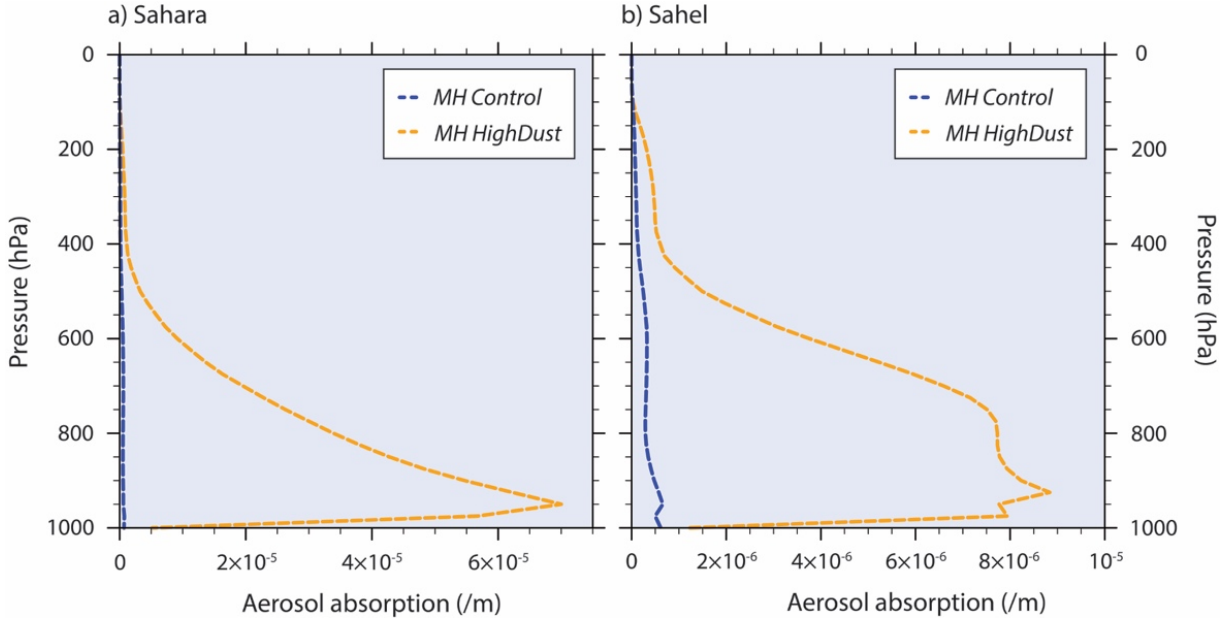 a) Sahara
0
200
400
600
800
1000
Pressure (hPa)
MH Control
MH HighDust
0
2×10⁻⁵
4×10⁻⁵
6×10⁻⁵
Aerosol absorption (/m)
b) Sahel
MH Control
MH HighDust
0
200
400
600
800
1000
Pressure (hPa)
0
2×10⁻⁶
4×10⁻⁶
6×10⁻⁶
8×10⁻⁶
10⁻⁵
Aerosol absorption (/m)